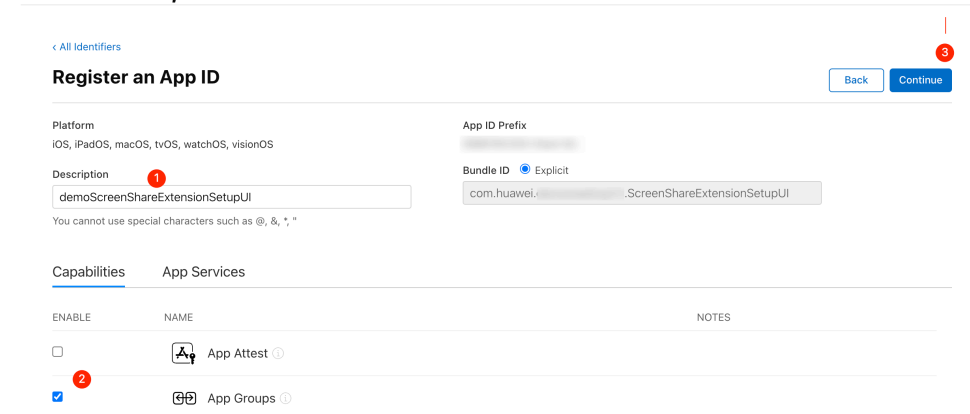 < All Identifiers
3
Register an App ID
Back
Continue
Platform
iOS, iPadOS, macOS, tvOS, watchOS, visionOS
App ID Prefix
Description
1
demoScreenShareExtensionSetupUI
You cannot use special characters such as @, &, *, "
Bundle ID Explicit
com.huawei. .ScreenShareExtensionSetupUI
Capabilities
App Services
ENABLE NAME NOTES
App Attest
2
App Groups